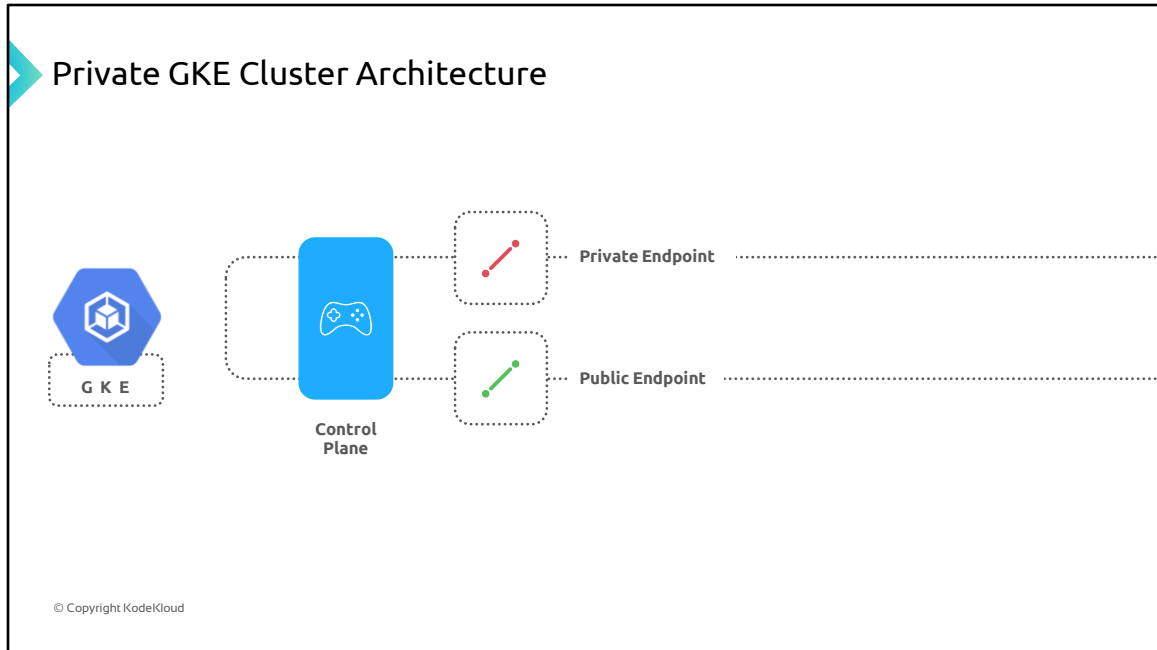 Private GKE Cluster Architecture
Private Endpoint
Public Endpoint
G K E
Control
Plane
© Copyright KodeKloud